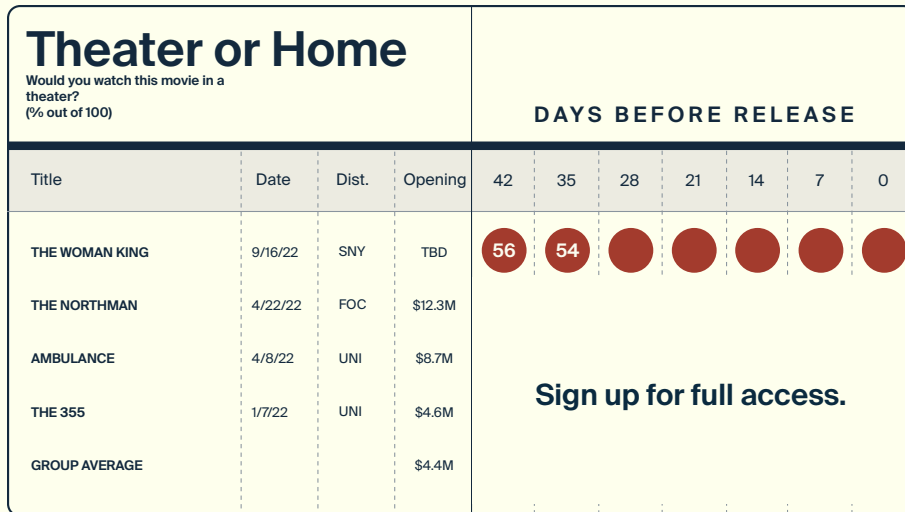 Theater or Home
Would you watch this movie in a
theater?
(% out of 100)
DAYS BEFORE RELEASE
Title Date Dist. Opening 42 35 28 21 14 7 0
THE WOMAN KING 9/16/22 SNY TBD 56 54
THE NORTHMAN 4/22/22 FOC $12.3M
AMBULANCE 4/8/22 UNI $8.7M
Sign up for full access.
THE 355 1/7/22 UNI $4.6M
GROUP AVERAGE $4.4M